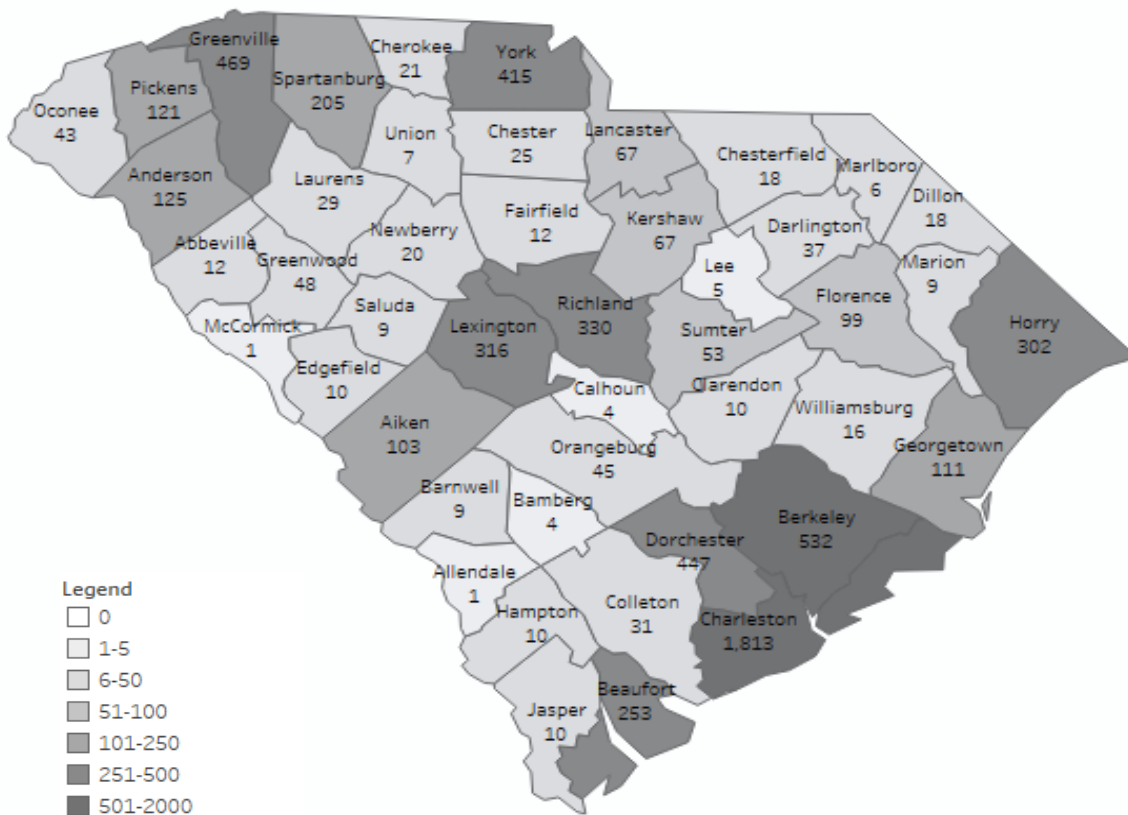 Greenville
469
Cherokee
21
York
415
Pickens
121
Spartanburg
205
Oconee
43
Union
7
Chester
25
Lancaster
67
Chesterfield
18
Marlboro
6
Anderson
125
Laurens
29
Dillon
18
Fairfield
12
Kershaw
67
Darlington
37
Abbeville
12
Newberry
20
Greenwood
48
Lee
5
Marion
9
Saluda
9
Richland
330
Florence
99
McCormick
1
Lexington
316
Sumter
53
Horry
302
Edgefield
10
Calhoun
4
Clarendon
10
Williamsburg
16
Aiken
103
Orangeburg
45
Georgetown
111
Barnwell
9
Bamberg
4
Berkeley
532
Dorchester
447
Allendale
1
Hampton
10
Colleton
31
Charleston
1,813
Beaufort
253
Jasper
10
Legend
0
1-5
6-50
51-100
101-250
251-500
501-2000